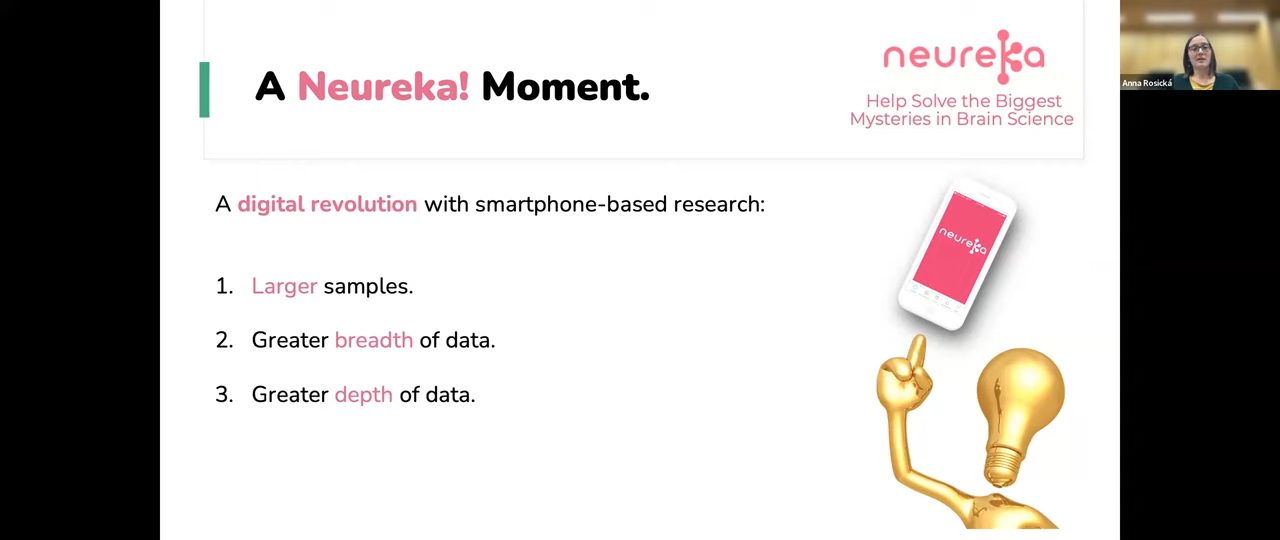 A Neureka! Moment.
neureka
Help Solve the Biggest
Mysteries in Brain Science
Anna Rosická
A digital revolution with smartphone-based research:
neureka
1. Larger samples.
2. Greater breadth of data.
3. Greater depth of data.